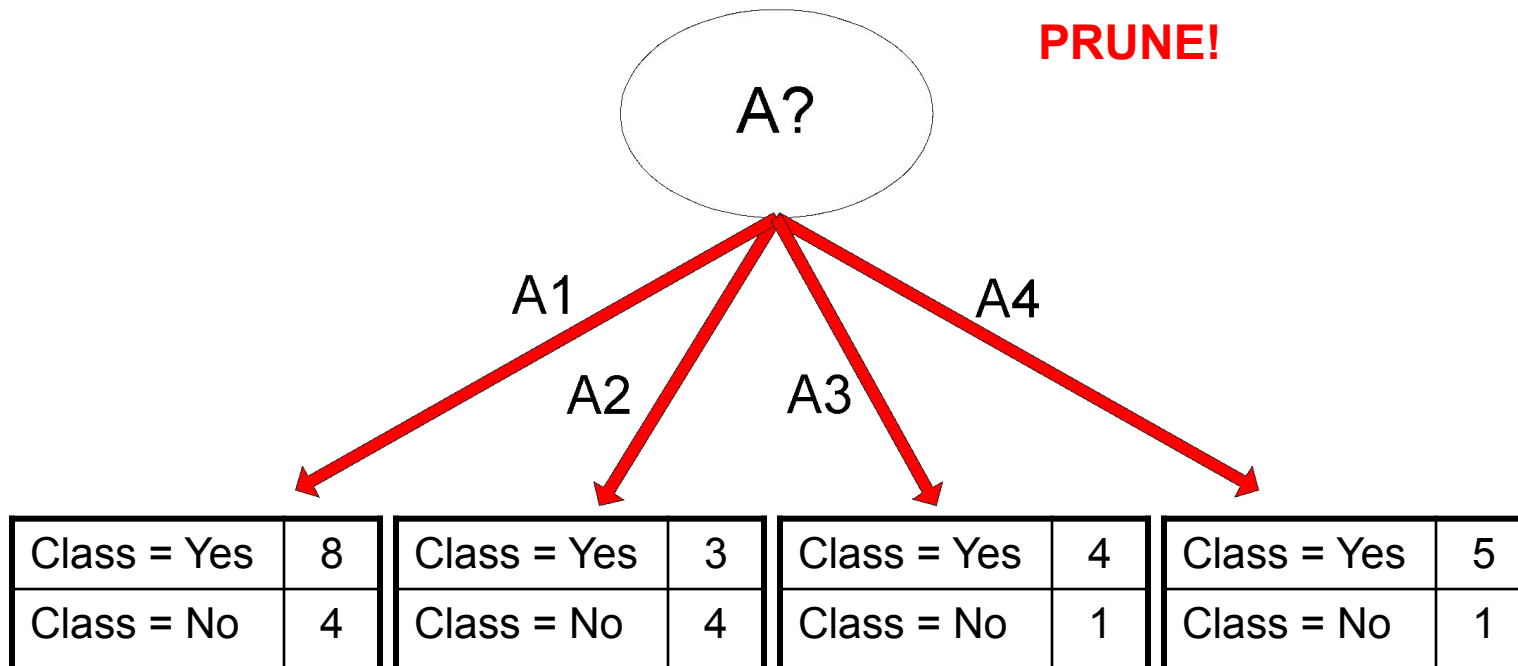 PRUNE!
A?
A1
A4
A2
A3
Class = Yes 8 Class = Yes 3 Class = Yes 4 Class = Yes 5
Class = No 4 Class = No 4 Class = No 1 Class = No 1